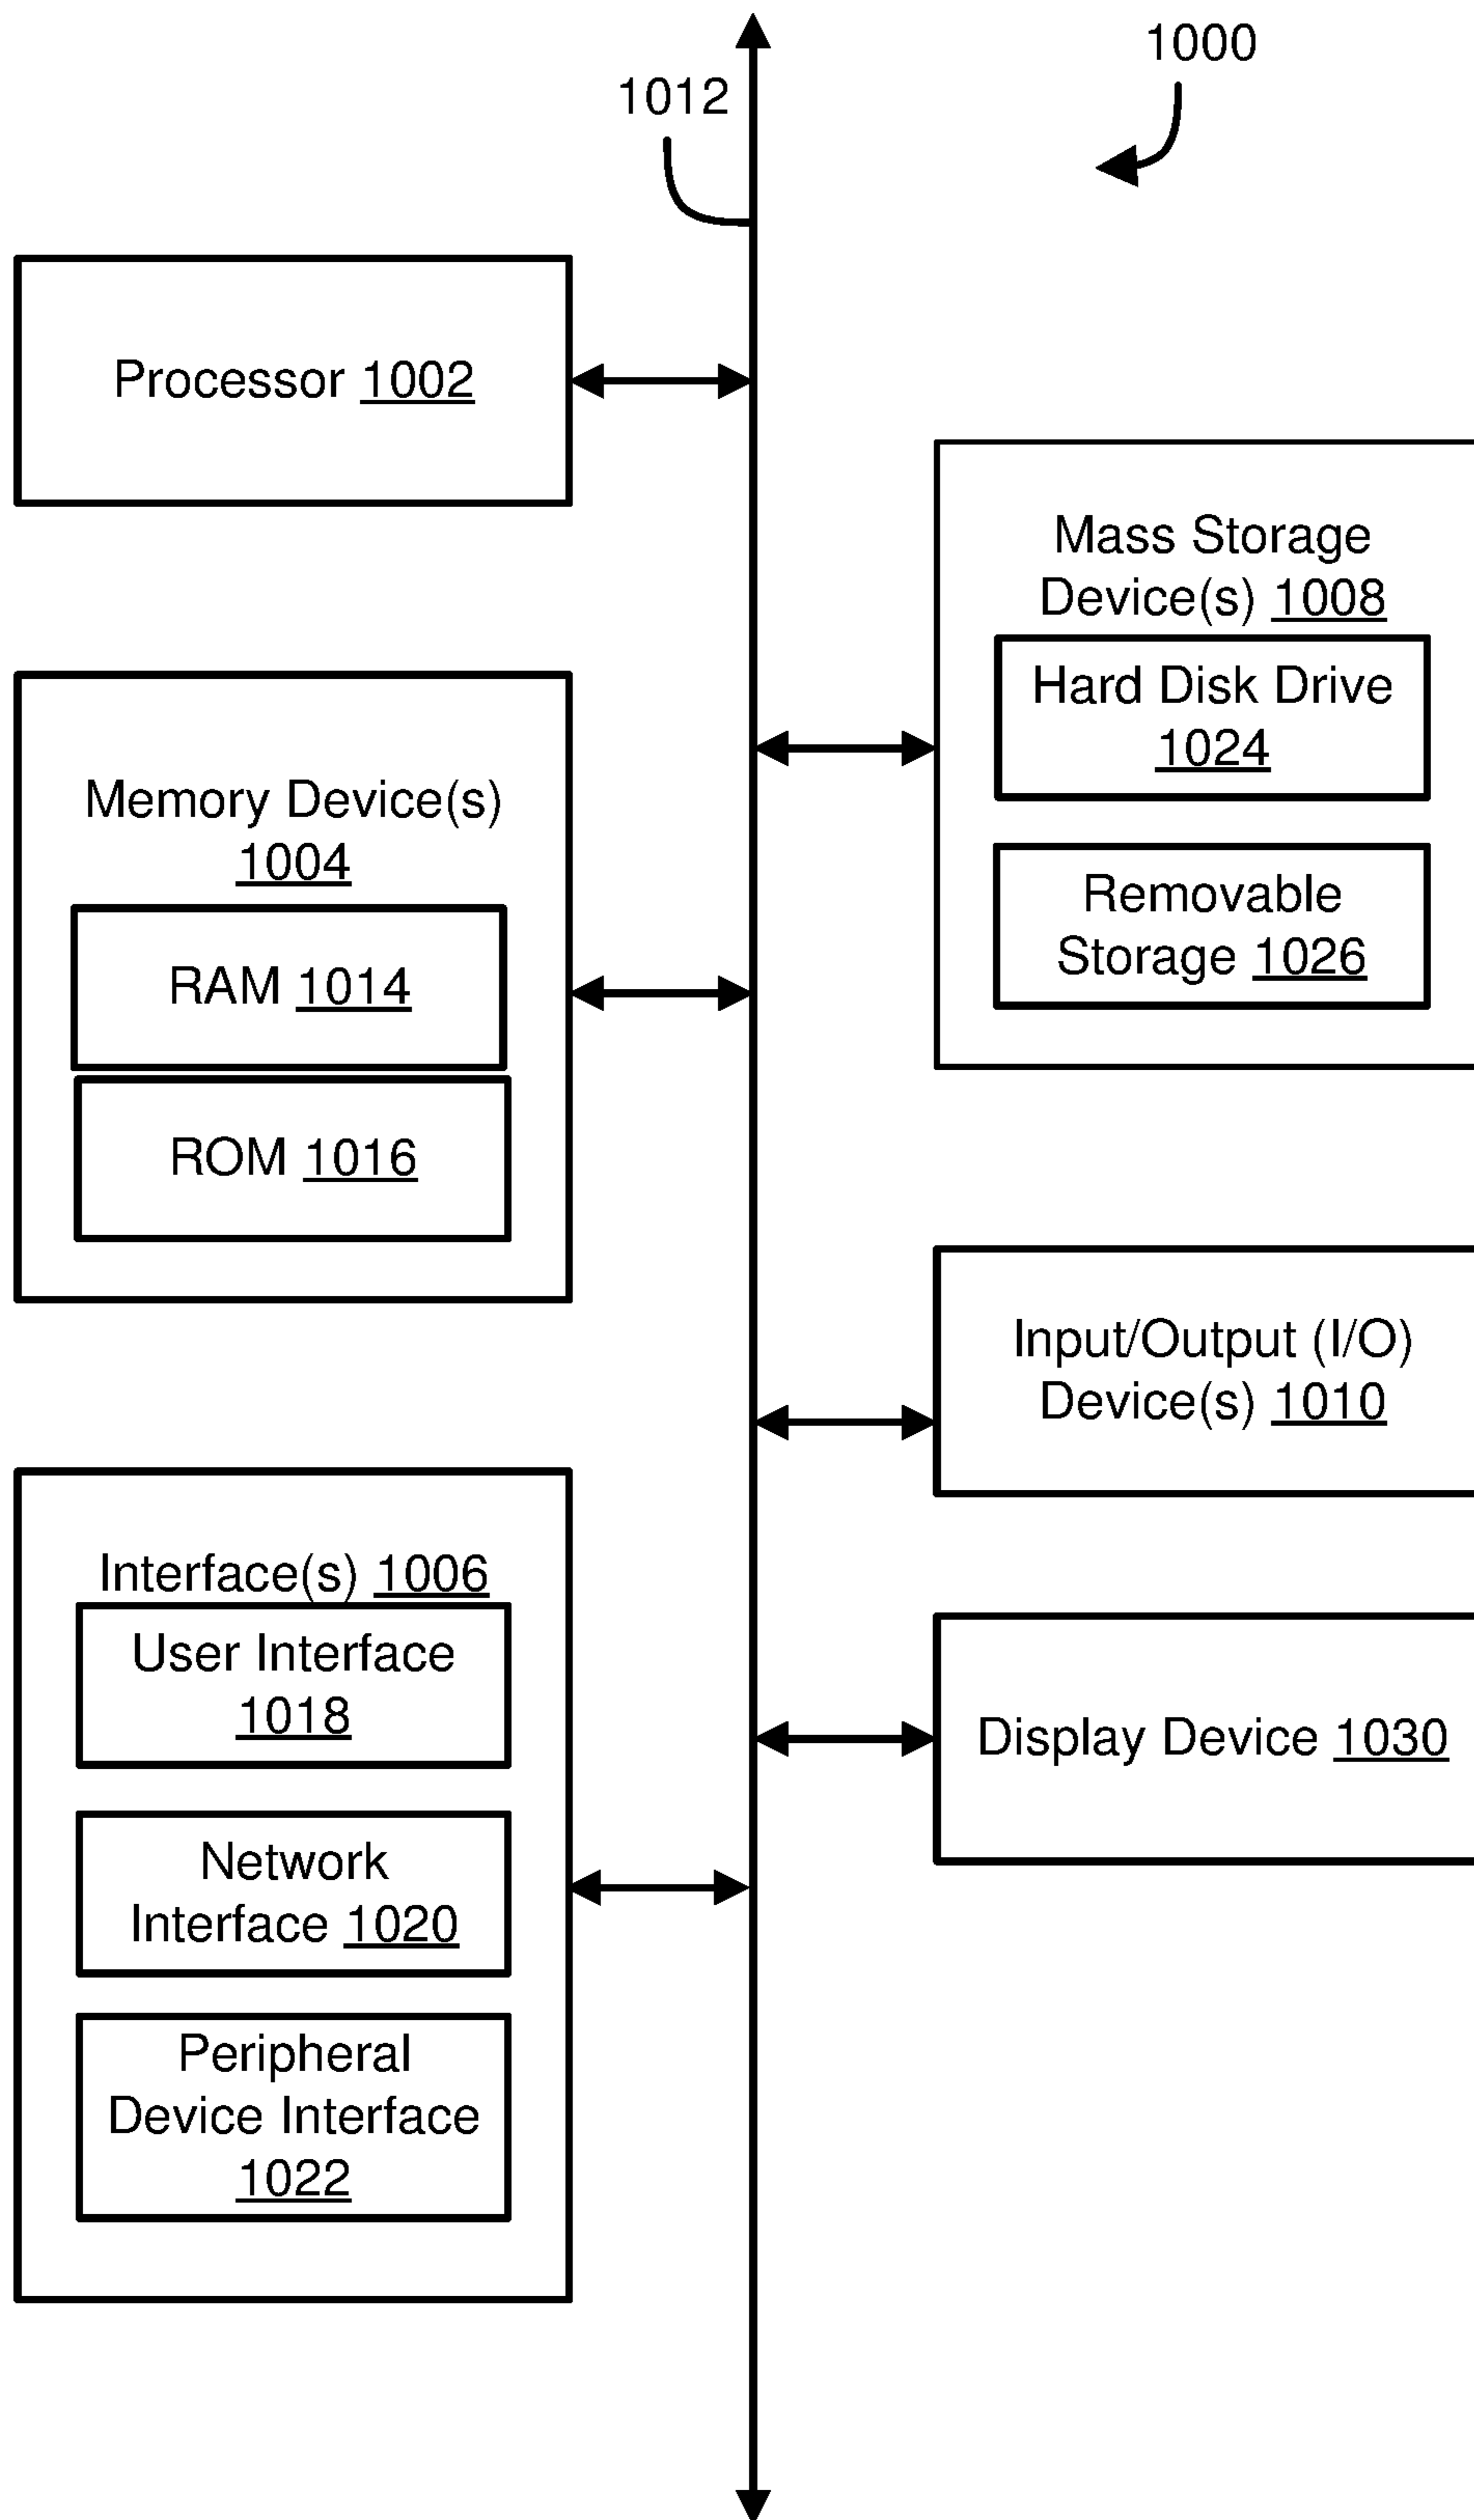 1000
1012
Processor 1002
Mass Storage
Device(s) 1008
Hard Disk Drive
1024
Removable
Storage 1026
Memory Device(s)
1004
RAM 1014
ROM 1016
Input/Output (I/O)
Device(s) 1010
Interface(s) 1006
User Interface
1018
Network
Interface 1020
Peripheral
Device Interface
1022
Display Device 1030